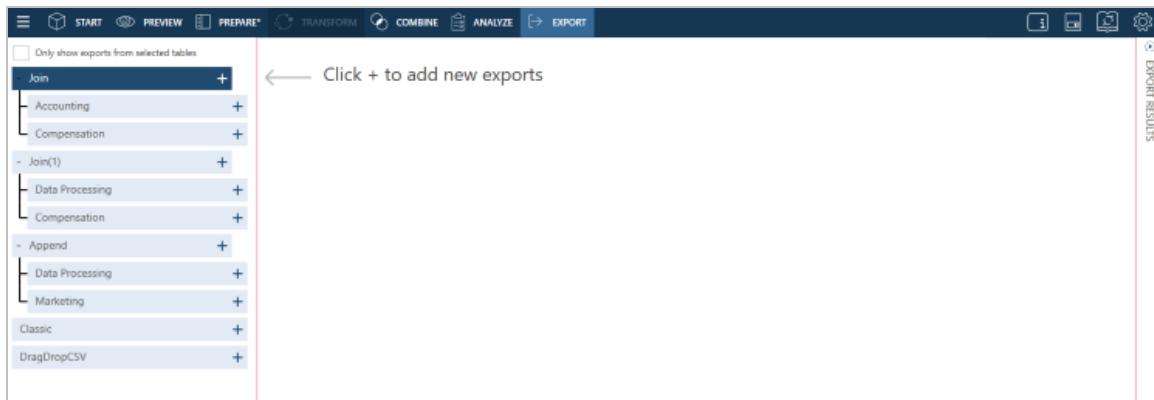 START PREVIEW PREPARE* TRANSFORM COMBINE ANALYZE EXPORT
Only show exports from selected tables
- Join +
Accounting +
Compensation +
- Join(1) +
Data Processing +
Compensation +
- Append +
Data Processing +
Marketing +
Classic +
DragDropCSV +
Click + to add new exports
EXPORT RESULTS